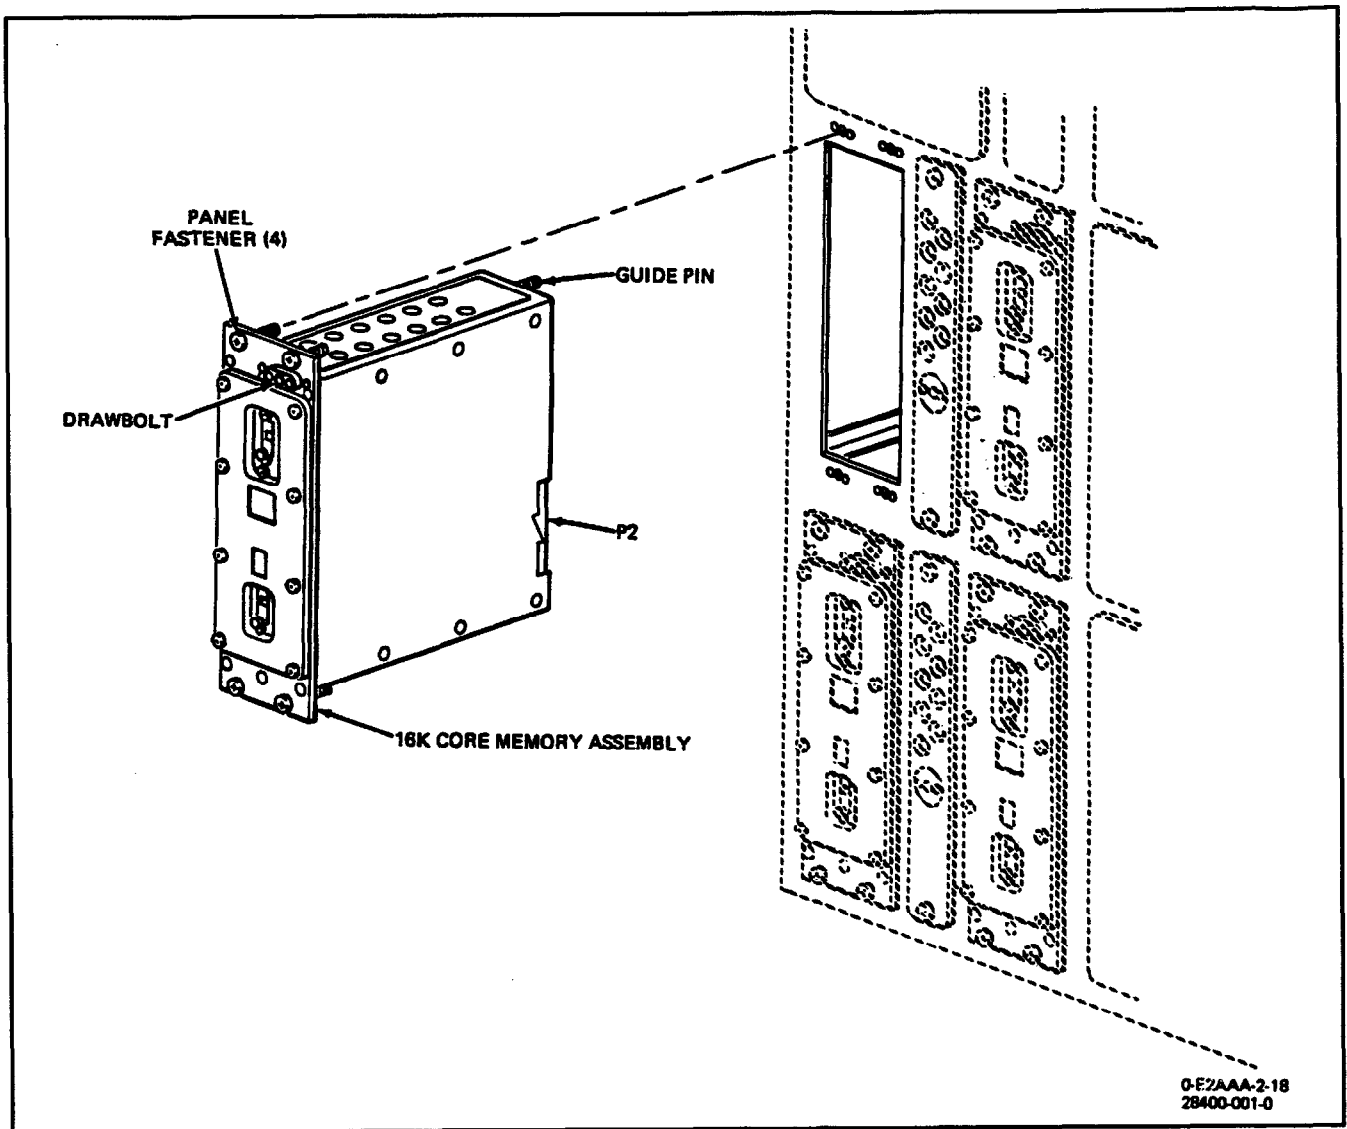 PANEL
FASTENER (4)
GUIDE PIN
DRAWBOLT
P2
16K CORE MEMORY ASSEMBLY
0-E2AAA-2-18
28400-001-0